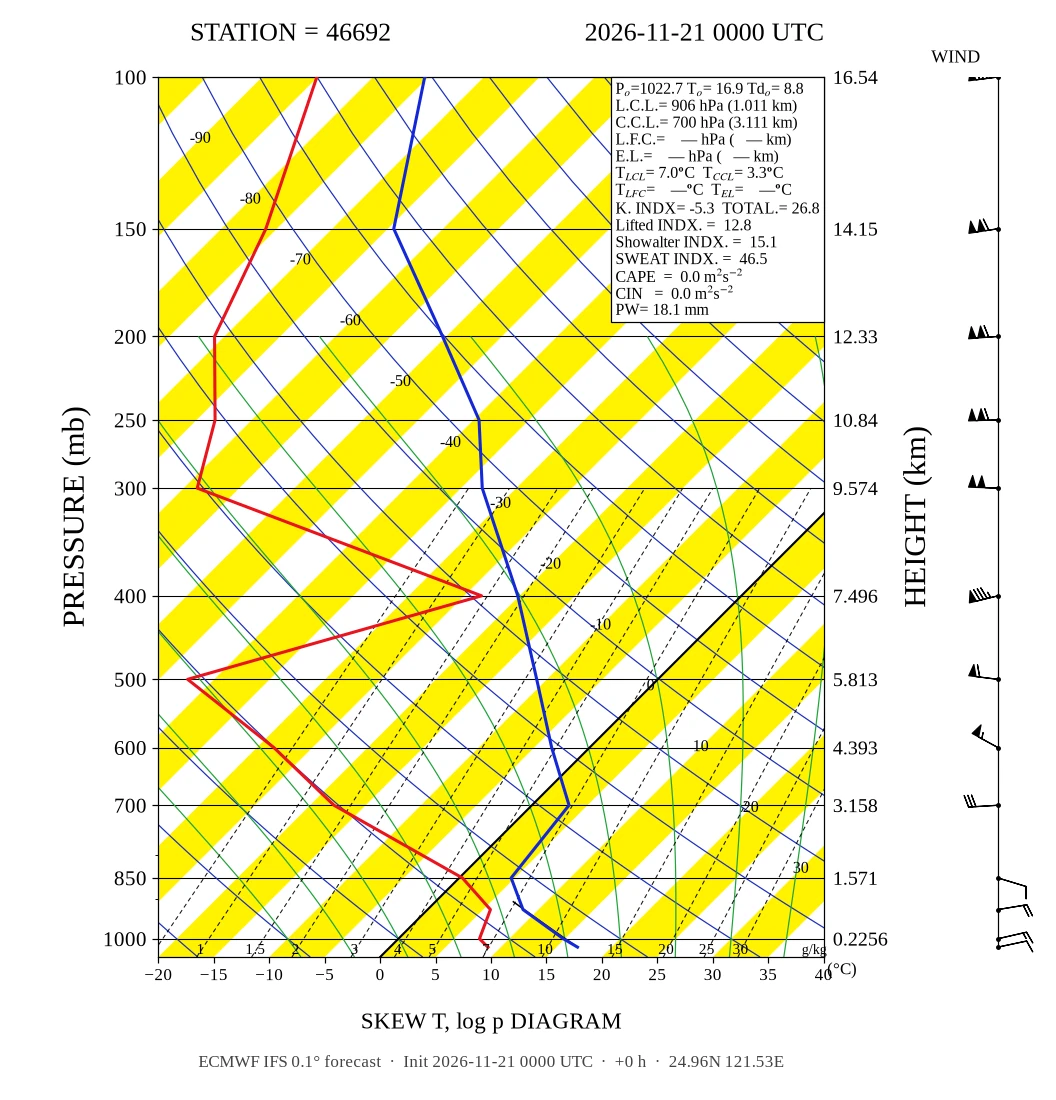 STATION = 46692
2026-11-21 0000 UTC
WIND
P₀=1022.7 T₀= 16.9 Td₀= 8.8
L.C.L.= 906 hPa (1.011 km)
C.C.L.= 700 hPa (3.111 km)
L.F.C.= — hPa ( — km)
E.L.= — hPa ( — km)
T_LCL= 7.0°C T_CCL= 3.3°C
T_LFC= —°C T_EL= —°C
K. INDX= -5.3 TOTAL.= 26.8
Lifted INDX. = 12.8
Showalter INDX. = 15.1
SWEAT INDX. = 46.5
CAPE = 0.0 m²s⁻²
CIN = 0.0 m²s⁻²
PW= 18.1 mm
PRESSURE (mb)
100
150
200
250
300
400
500
600
700
850
1000
-90
-80
-70
-60
-50
-40
-30
-20
-10
0
10
20
30
16.54
14.15
12.33
10.84
9.574
7.496
5.813
4.393
3.158
1.571
0.2256
HEIGHT (km)
1 1.5 2 3 4 5 10 15 20 25 30 g/kg
−20 −15 −10 −5 0 5 10 15 20 25 30 35 40 (°C)
SKEW T, log p DIAGRAM
ECMWF IFS 0.1° forecast · Init 2026-11-21 0000 UTC · +0 h · 24.96N 121.53E